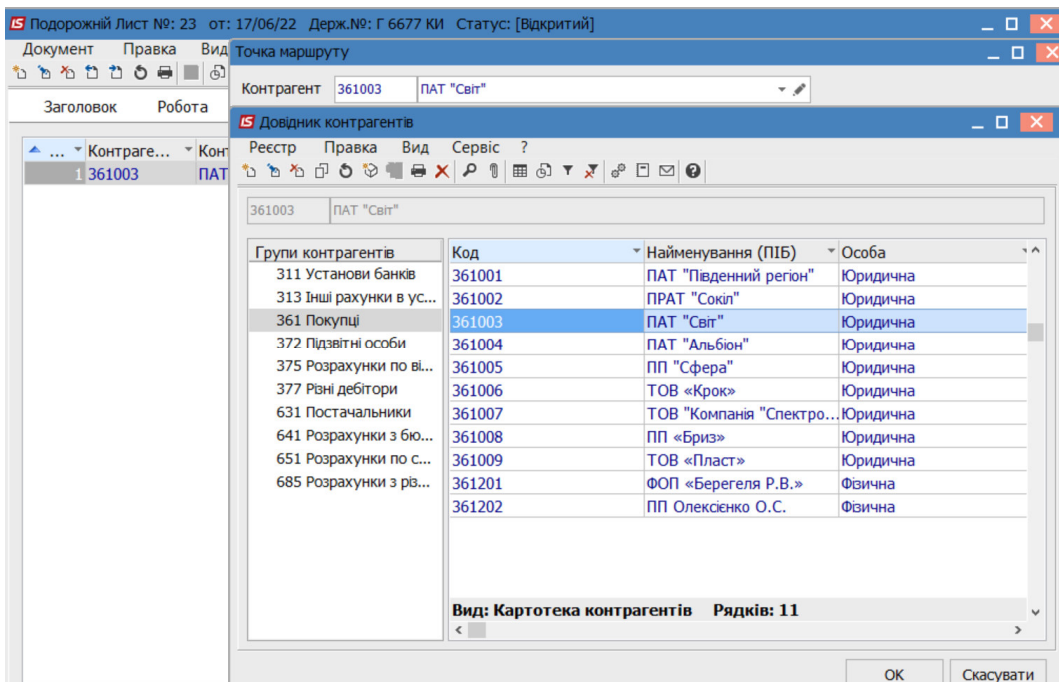 Подорожній Лист №: 23 от: 17/06/22 Держ.№: Г 6677 КИ Статус: [Відкритий]
Документ Правка Вид
Точка маршруту
Контрагент 361003 ПАТ "Світ"
Заголовок Робота
Довідник контрагентів
Реєстр Правка Вид Сервіс ?
... Контраге... Конт
1 361003 ПАТ
361003 ПАТ "Світ"
Групи контрагентів
311 Установи банків
313 Інші рахунки в ус...
361 Покупці
372 Підзвітні особи
375 Розрахунки по ві...
377 Різні дебітори
631 Постачальники
641 Розрахунки з бю...
651 Розрахунки по с...
685 Розрахунки з різ...
Код Найменування (ПІБ) Особа
361001 ПАТ "Південний регіон" Юридична
361002 ПРАТ "Сокіл" Юридична
361003 ПАТ "Світ" Юридична
361004 ПАТ "Альбіон" Юридична
361005 ПП "Сфера" Юридична
361006 ТОВ «Крок» Юридична
361007 ТОВ "Компанія "Спектро... Юридична
361008 ПП «Бриз» Юридична
361009 ТОВ «Пласт» Юридична
361201 ФОП «Берегеля Р.В.» Фізична
361202 ПП Олексієнко О.С. Фізична
Вид: Картотека контрагентів Рядків: 11
OK Скасувати